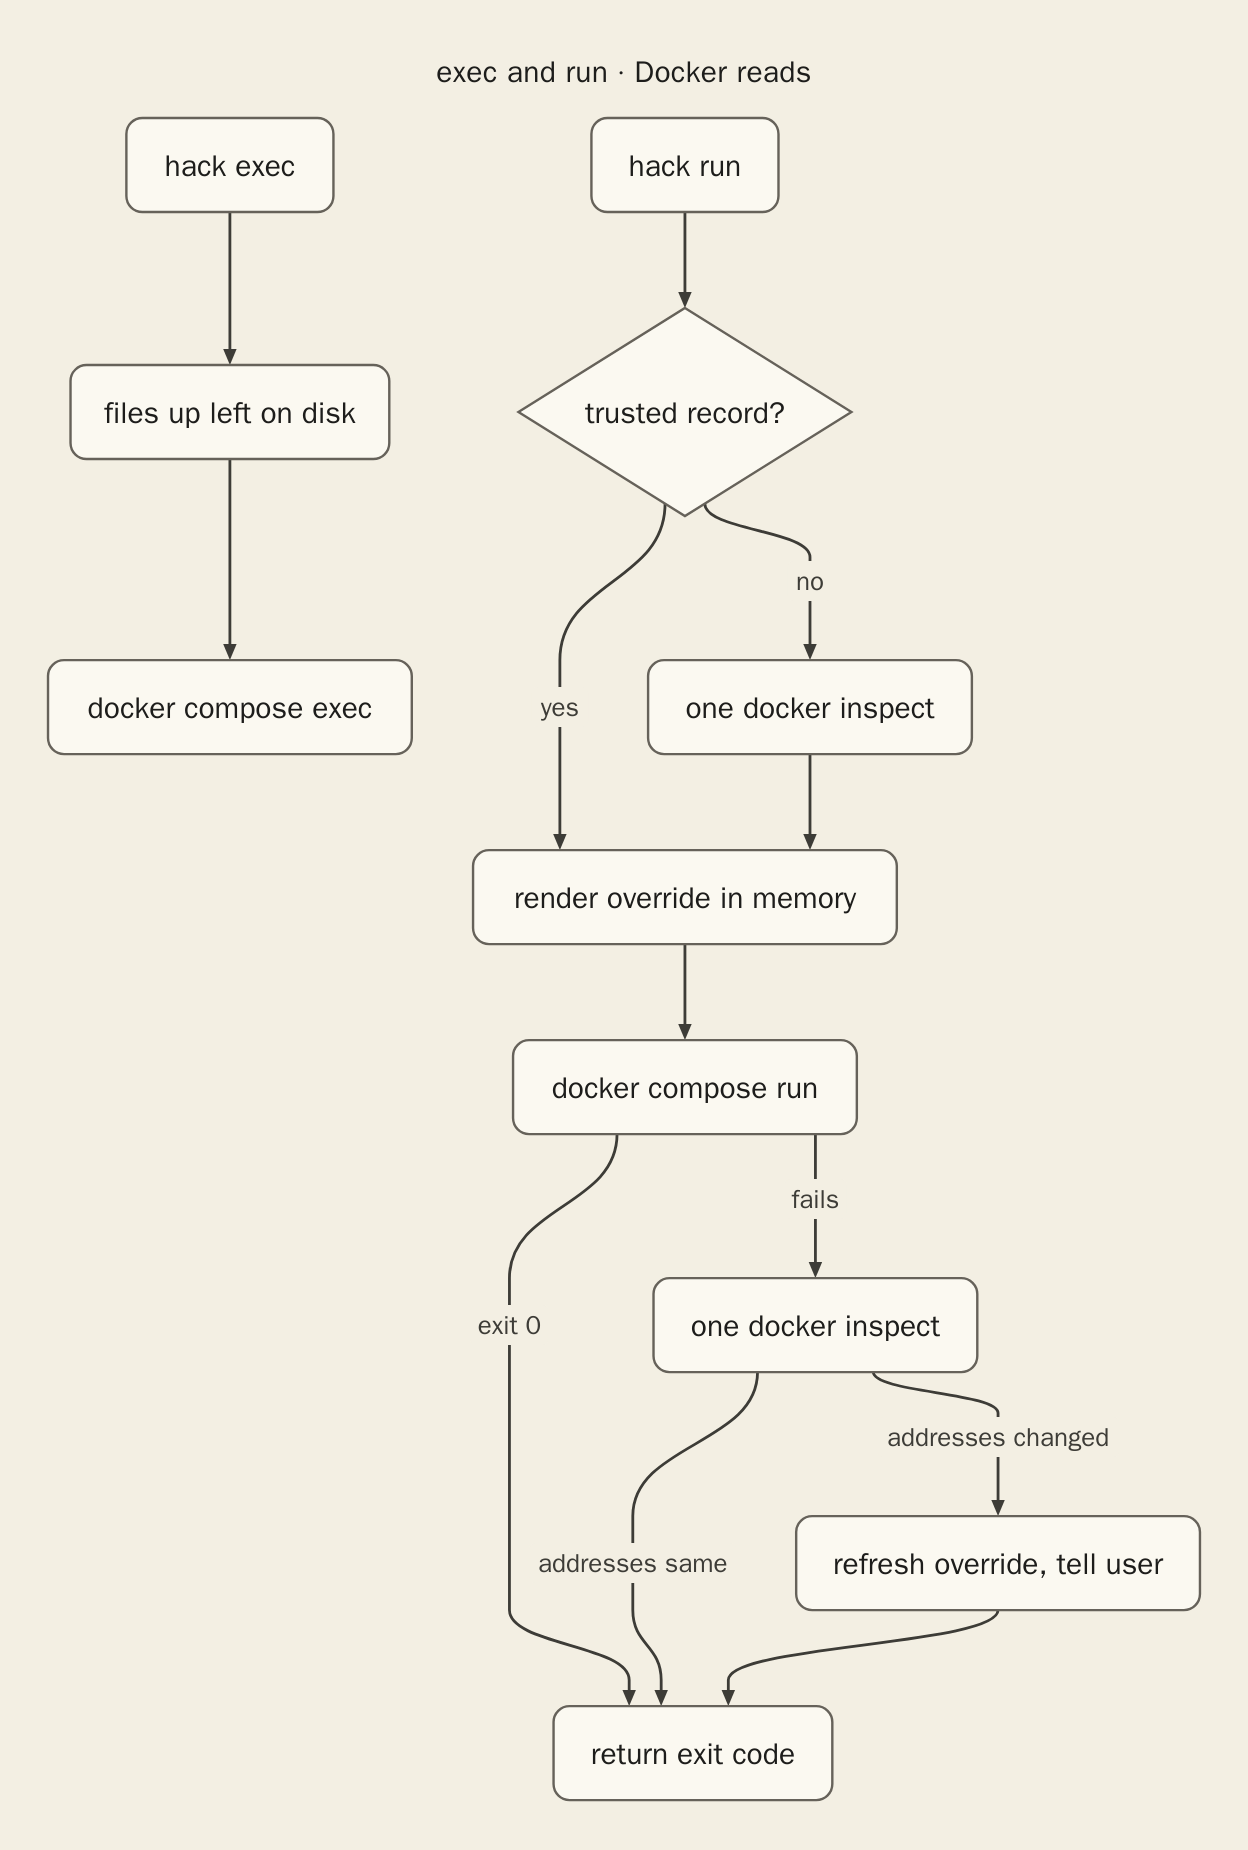 exec and run · Docker reads
hack exec
files up left on disk
docker compose exec
hack run
trusted record?
no
yes
one docker inspect
render override in memory
docker compose run
fails
exit 0
one docker inspect
addresses changed
addresses same
refresh override, tell user
return exit code